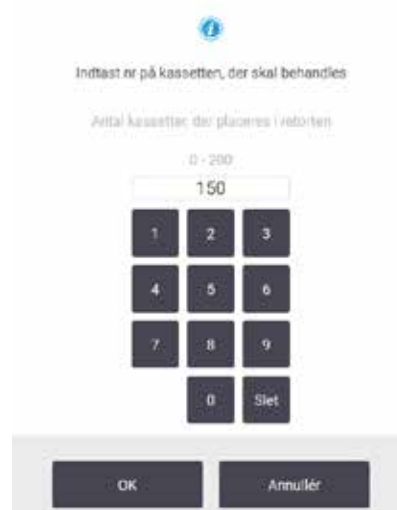 Indtast nr på kassetten, der skal behandles
Antal kassetter, der placeres i retorten
0 - 200
150
1 2 3
4 5 6
7 8 9
0 Slet
OK Annullér